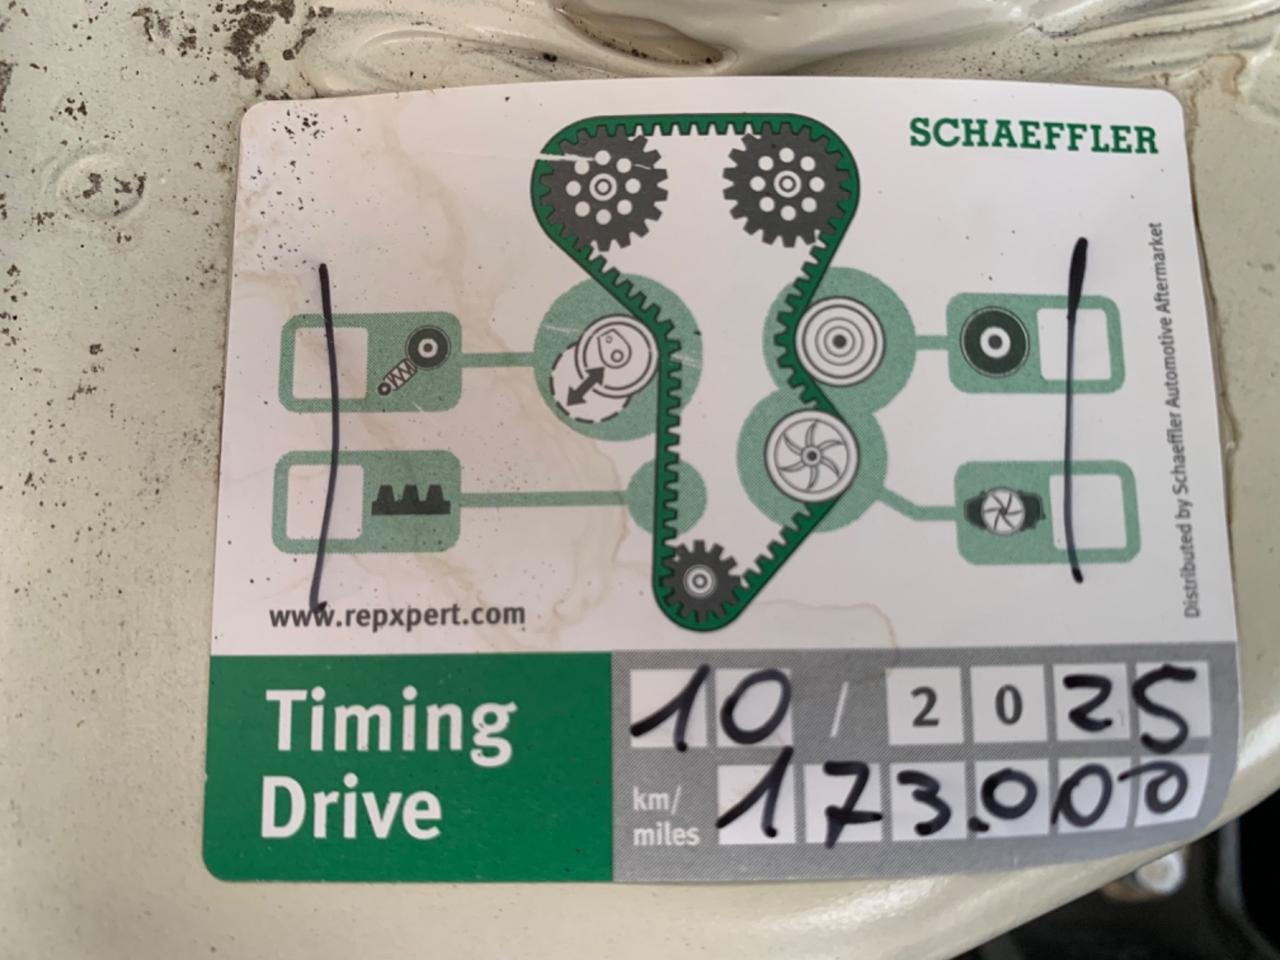 SCHAEFFLER
Distributed by Schaeffler Automotive Aftermarket
www.repxpert.com
Timing
Drive
10 / 2025
km/
miles
173.000